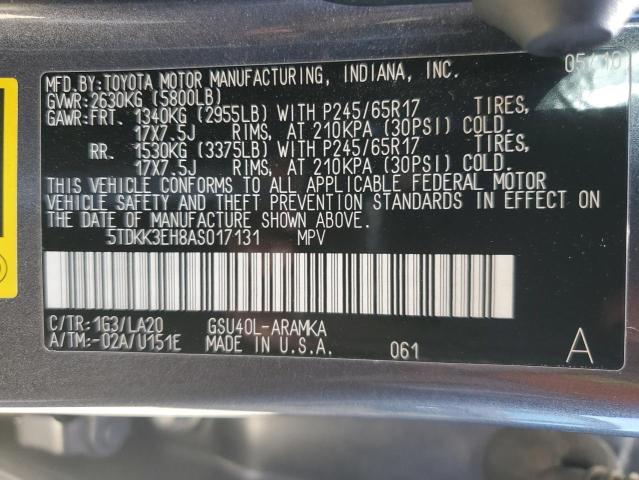 MFD.BY:TOYOTA MOTOR MANUFACTURING, INDIANA, INC. 05/10
GVWR:2630KG (5800LB)
GAWR:FRT. 1340KG (2955LB) WITH P245/65R17 TIRES,
17X7.5J RIMS, AT 210KPA (30PSI) COLD.
RR. 1530KG (3375LB) WITH P245/65R17 TIRES,
17X7.5J RIMS, AT 210KPA (30PSI) COLD.
THIS VEHICLE CONFORMS TO ALL APPLICABLE FEDERAL MOTOR
VEHICLE SAFETY AND THEFT PREVENTION STANDARDS IN EFFECT ON
THE DATE OF MANUFACTURE SHOWN ABOVE.
5TDKK3EH8AS017131 MPV
C/TR:1G3/LA20 GSU40L-ARAMKA
A/TM:-02A/U151E MADE IN U.S.A. 061 A